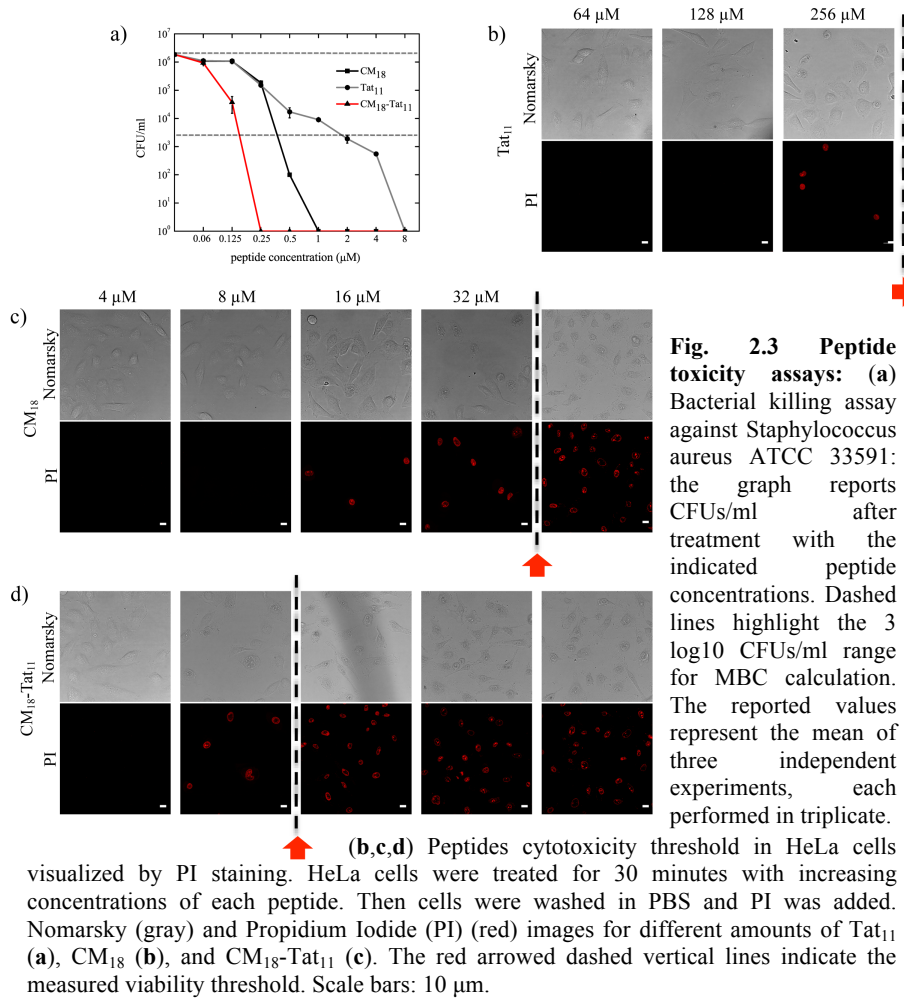 a)
10⁷
10⁶
10⁵
10⁴
10³
10²
10¹
10⁰
CFU/ml
CM₁₈
Tat₁₁
CM₁₈-Tat₁₁
0.06 0.125 0.25 0.5 1 2 4 8
peptide concentration (µM)
b)
64 µM 128 µM 256 µM
Tat₁₁
Nomarsky
PI
c)
4 µM 8 µM 16 µM 32 µM
CM₁₈
Nomarsky
PI
d)
CM₁₈-Tat₁₁
Nomarsky
PI
Fig. 2.3 Peptide
toxicity assays: (a)
Bacterial killing assay
against Staphylococcus
aureus ATCC 33591:
the graph reports
CFUs/ml after
treatment with the
indicated peptide
concentrations. Dashed
lines highlight the 3
log10 CFUs/ml range
for MBC calculation.
The reported values
represent the mean of
three independent
experiments, each
performed in triplicate.
(b,c,d) Peptides cytotoxicity threshold in HeLa cells
visualized by PI staining. HeLa cells were treated for 30 minutes with increasing
concentrations of each peptide. Then cells were washed in PBS and PI was added.
Nomarsky (gray) and Propidium Iodide (PI) (red) images for different amounts of Tat₁₁
(a), CM₁₈ (b), and CM₁₈-Tat₁₁ (c). The red arrowed dashed vertical lines indicate the
measured viability threshold. Scale bars: 10 µm.